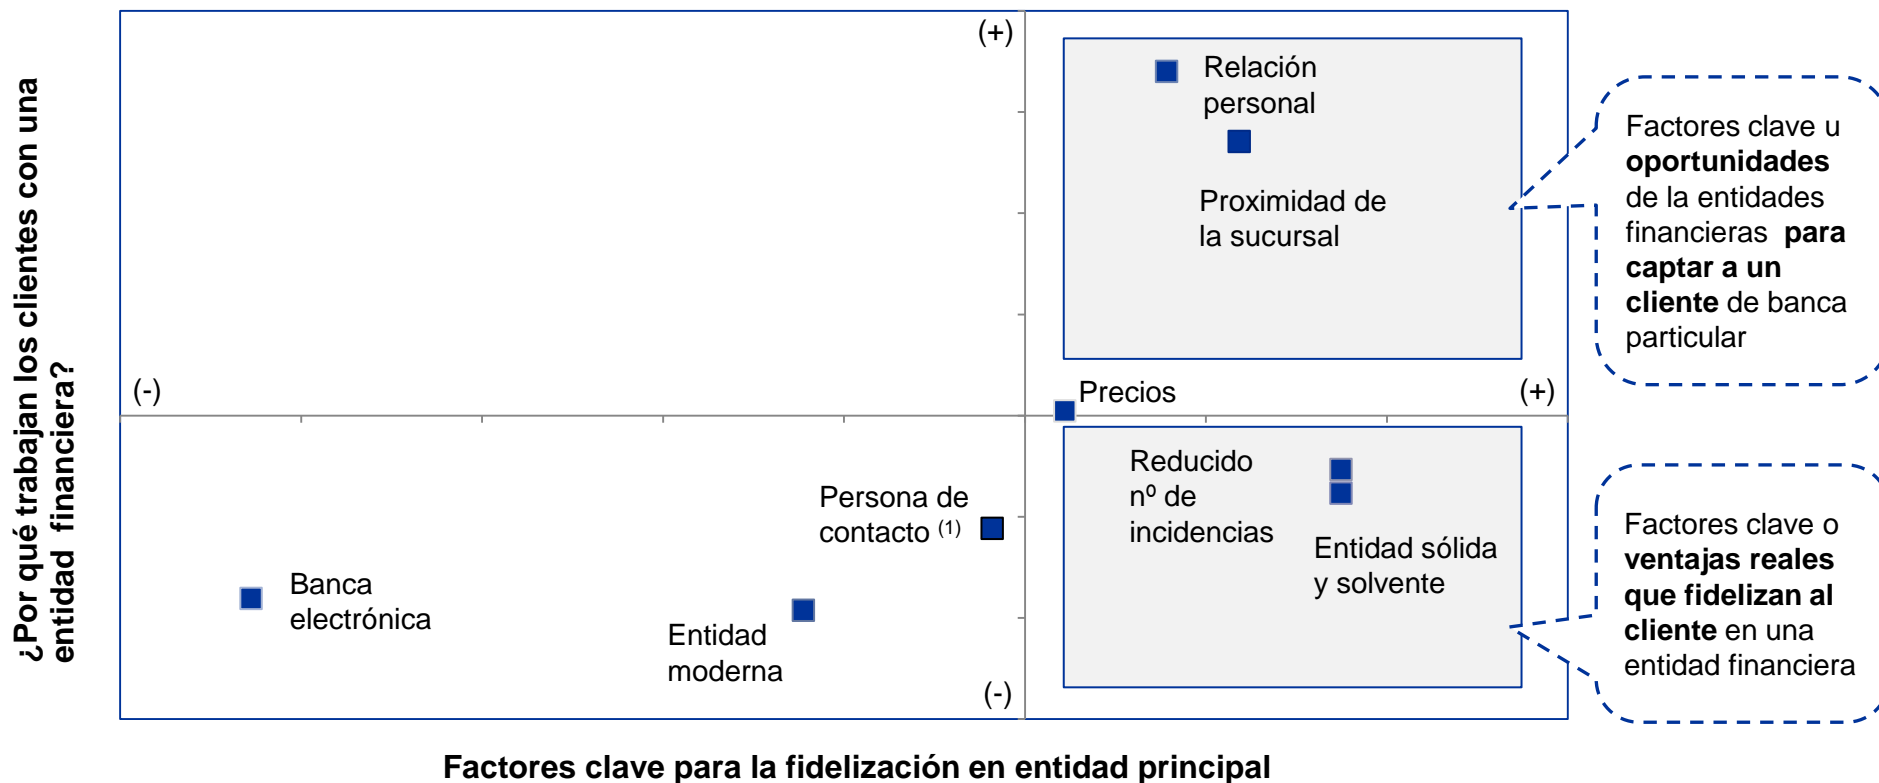 ¿Por qué trabajan los clientes con una
entidad  financiera?
(+)
Relación
personal
Proximidad de
la sucursal
Factores clave u
oportunidades
de la entidades
financieras  para
captar a un
cliente de banca
particular
(-)
Precios
(+)
Persona de
contacto (1)
Reducido
nº de
incidencias
Entidad sólida
y solvente
Banca
electrónica
Entidad
moderna
(-)
Factores clave o
ventajas reales
que fidelizan al
cliente en una
entidad financiera
Factores clave para la fidelización en entidad principal